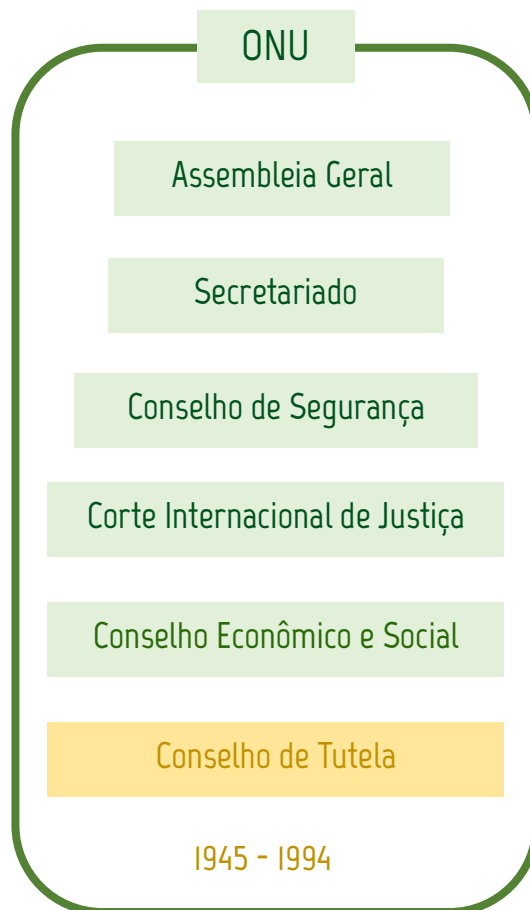 ONU
Assembleia Geral
Secretariado
Conselho de Segurança
Corte Internacional de Justiça
Conselho Econômico e Social
Conselho de Tutela
1945 - 1994